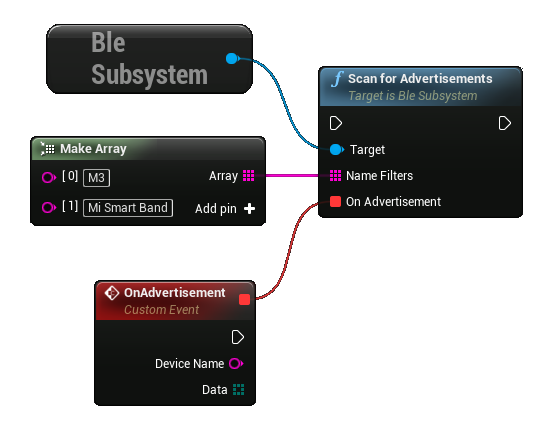 Ble
Subsystem
Scan for Advertisements
Target is Ble Subsystem
Target
Name Filters
On Advertisement
Make Array
[0] M3
Array
[1] Mi Smart Band
Add pin
OnAdvertisement
Custom Event
Device Name
Data